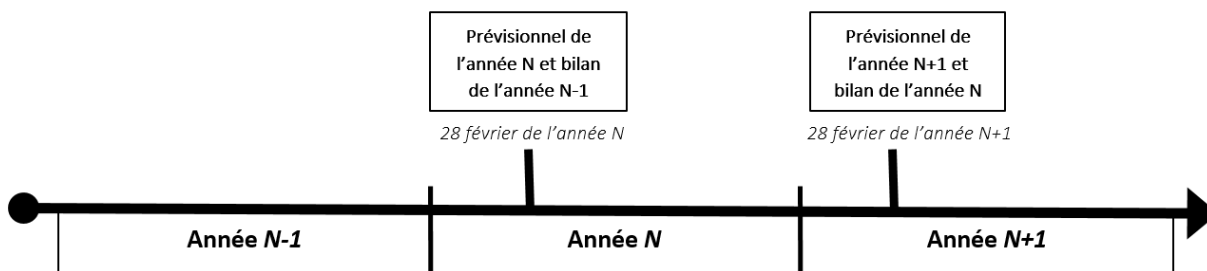 Prévisionnel de
l'année N et bilan
de l'année N-1
Prévisionnel de
l'année N+1 et
bilan de l'année N
28 février de l'année N
28 février de l'année N+1
Année N-1
Année N
Année N+1